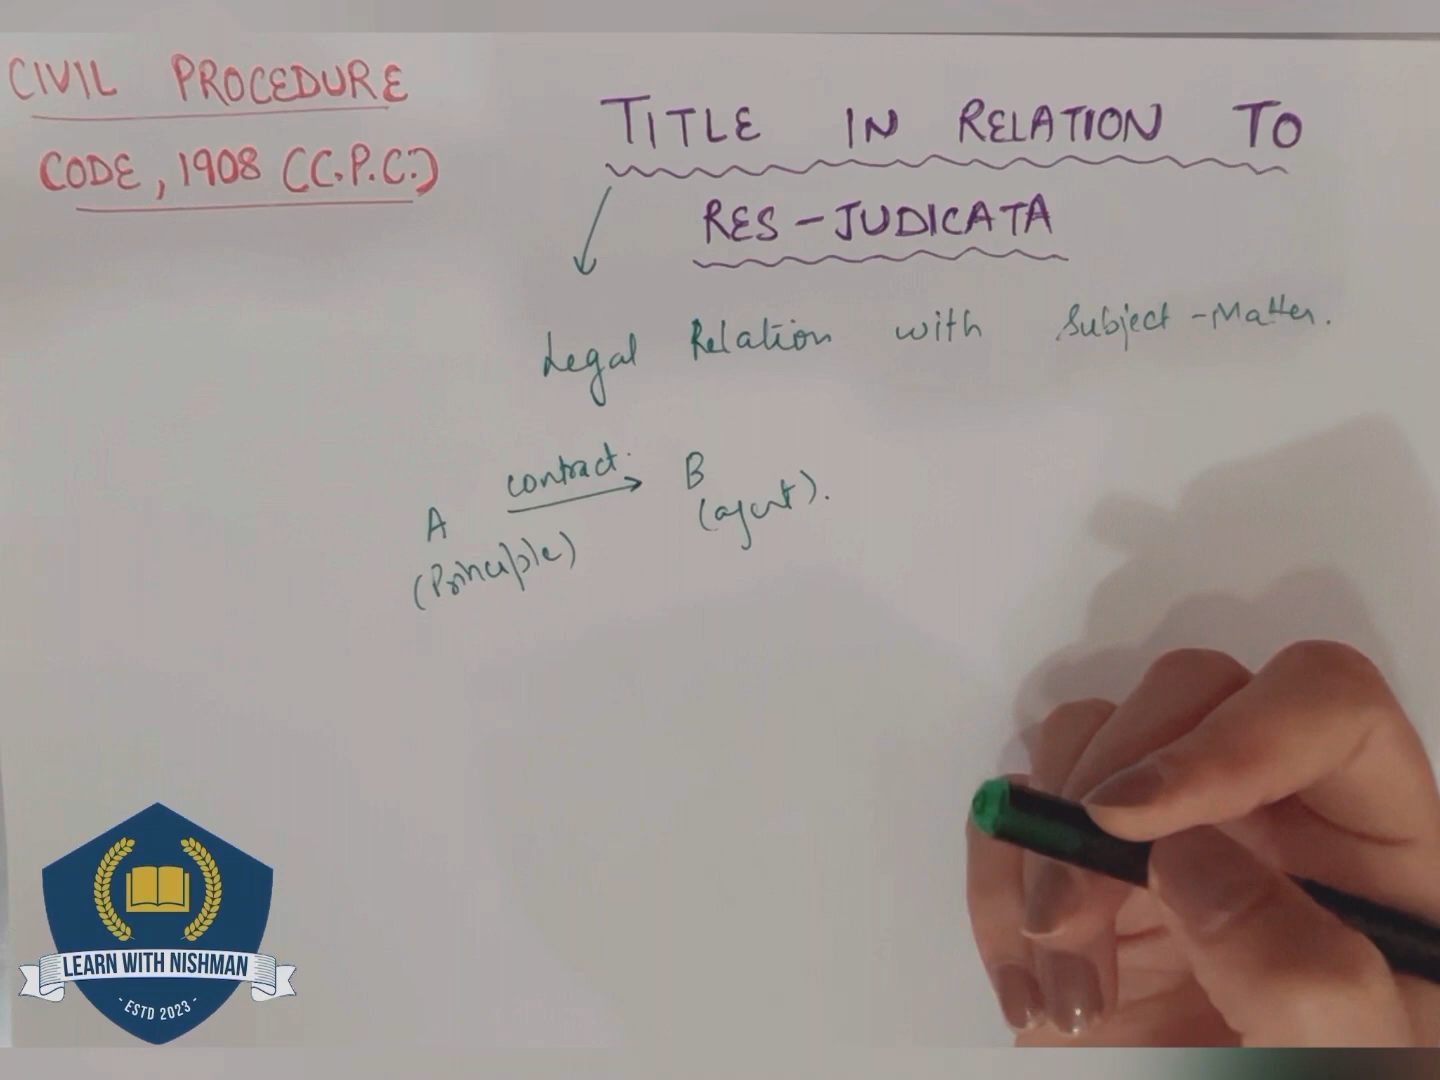 CIVIL PROCEDURE
CODE, 1908 (C.P.C.)
TITLE IN RELATION TO
RES-JUDICATA
Legal Relation with Subject-Matter.
A contract. B
(Principle) (agent).
LEARN WITH NISHMAN
- ESTD 2023 -